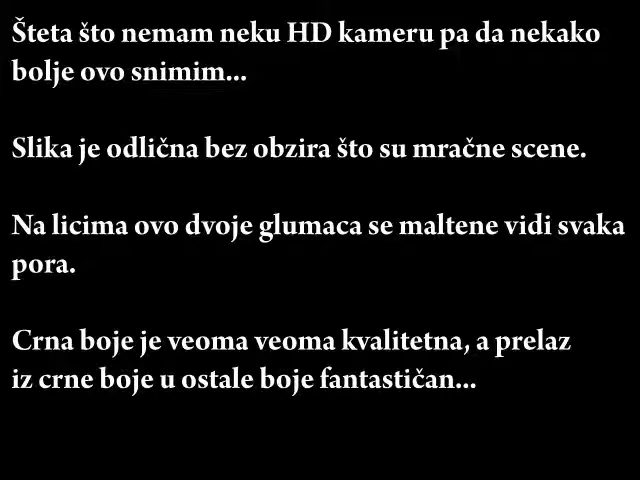 Šteta što nemam neku HD kameru pa da nekako
bolje ovo snimim...
Slika je odlična bez obzira što su mračne scene.
Na licima ovo dvoje glumaca se maltene vidi svaka
pora.
Crna boje je veoma veoma kvalitetna, a prelaz
iz crne boje u ostale boje fantastičan...